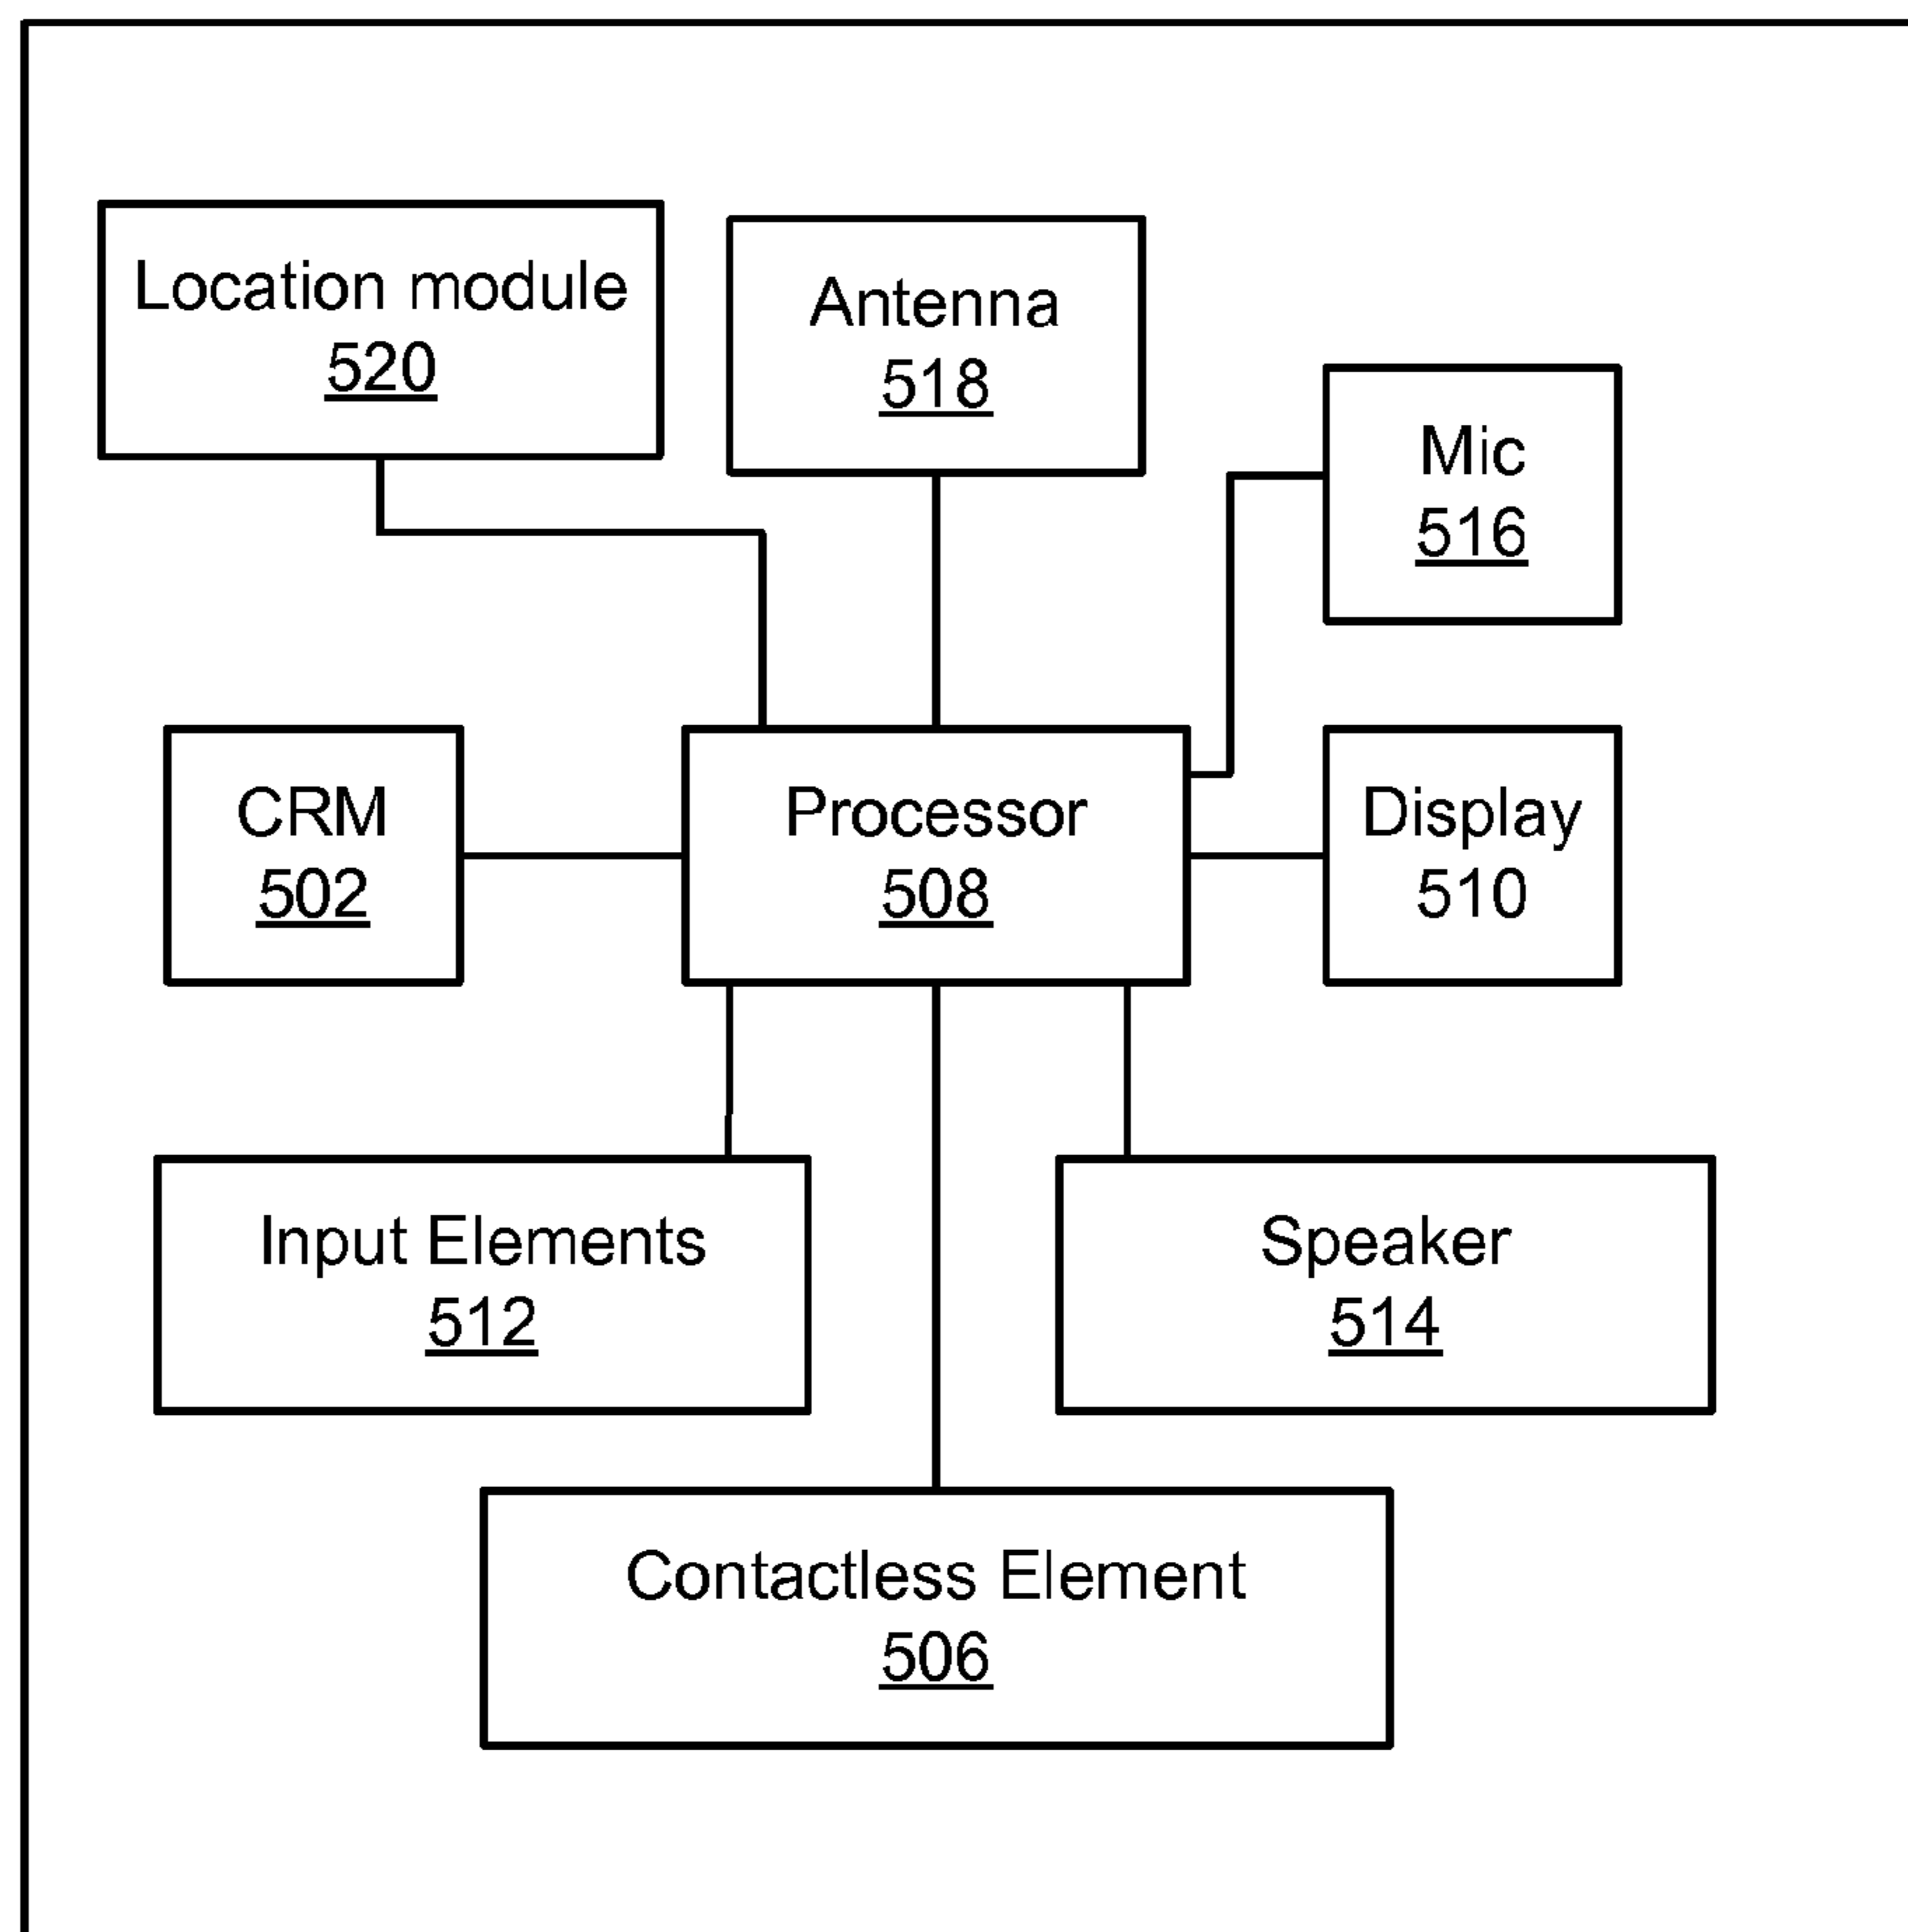 Location module
520
Antenna
518
Mic
516
CRM
502
Processor
508
Display
510
Input Elements
512
Speaker
514
Contactless Element
506